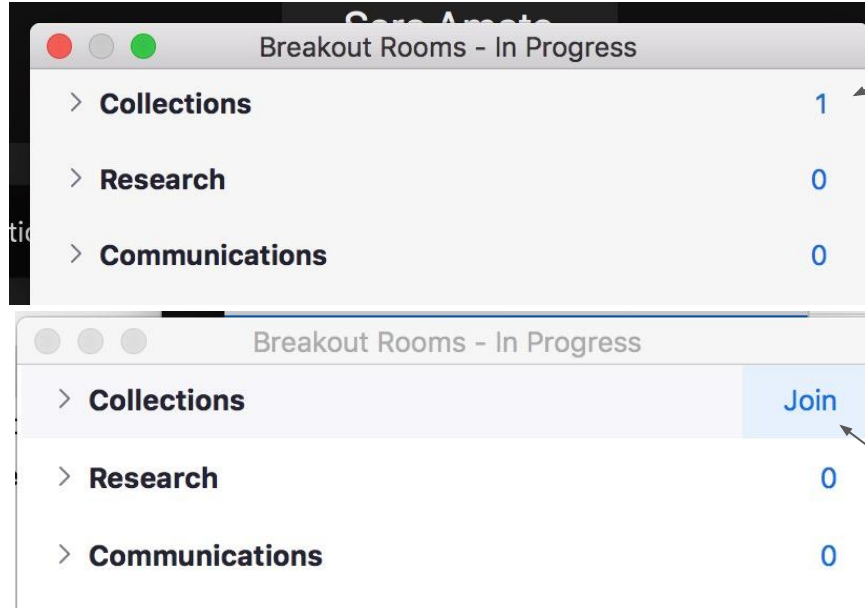 Breakout Rooms - In Progress
Collections 1
Research 0
Communications 0
Breakout Rooms - In Progress
Collections Join
Research 0
Communications 0